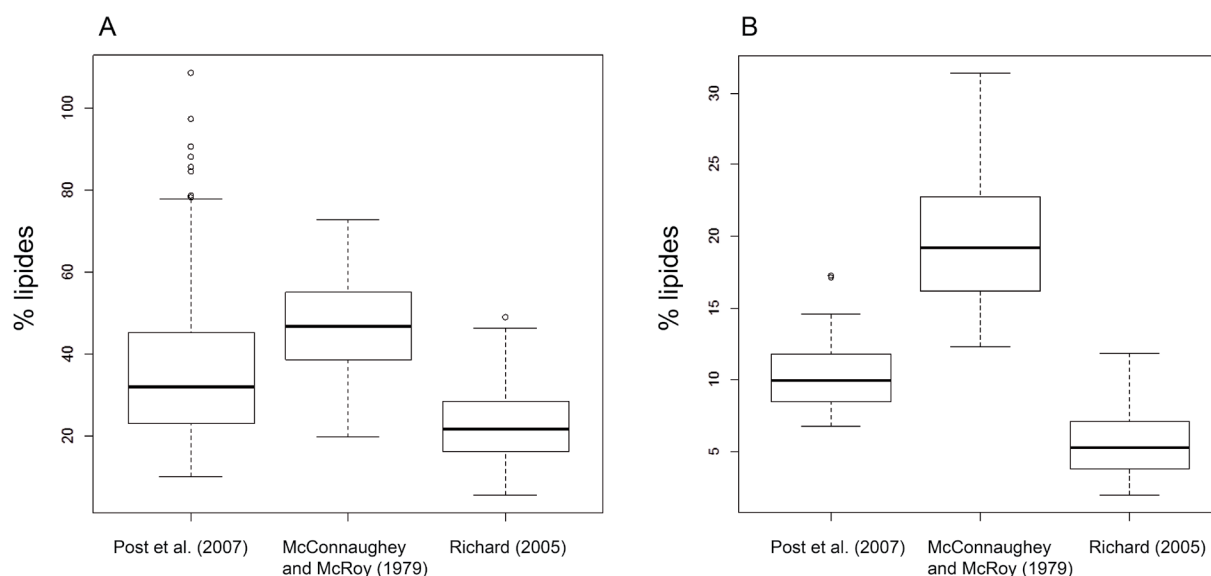 A
% lipides
100
80
60
40
20
Post et al. (2007)
McConnaughey
and McRoy (1979)
Richard (2005)
B
% lipides
30
25
20
15
10
5
Post et al. (2007)
McConnaughey
and McRoy (1979)
Richard (2005)